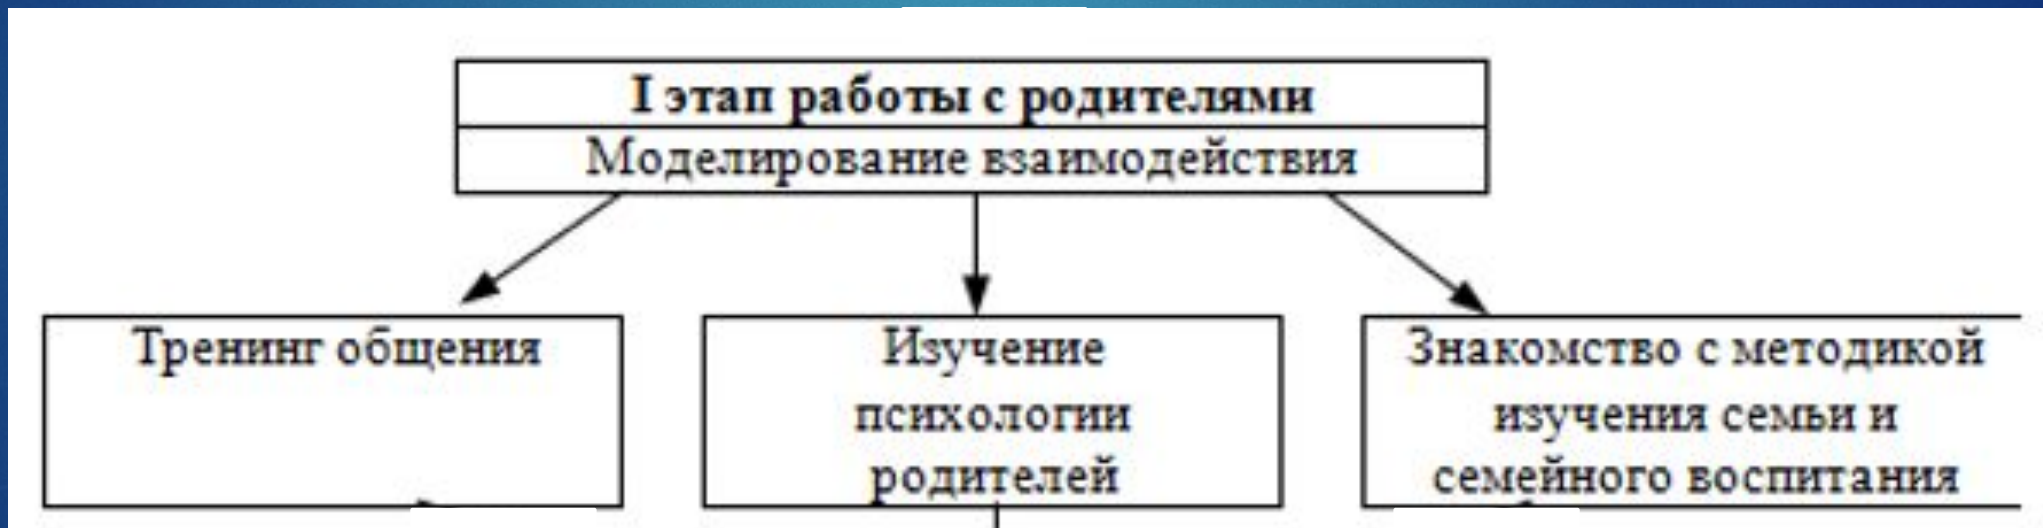 I этап работы с родителями
Моделирование взаимодействия
Тренинг общения
Изучение
психологии
родителей
Знакомство с методикой
изучения семьи и
семейного воспитания